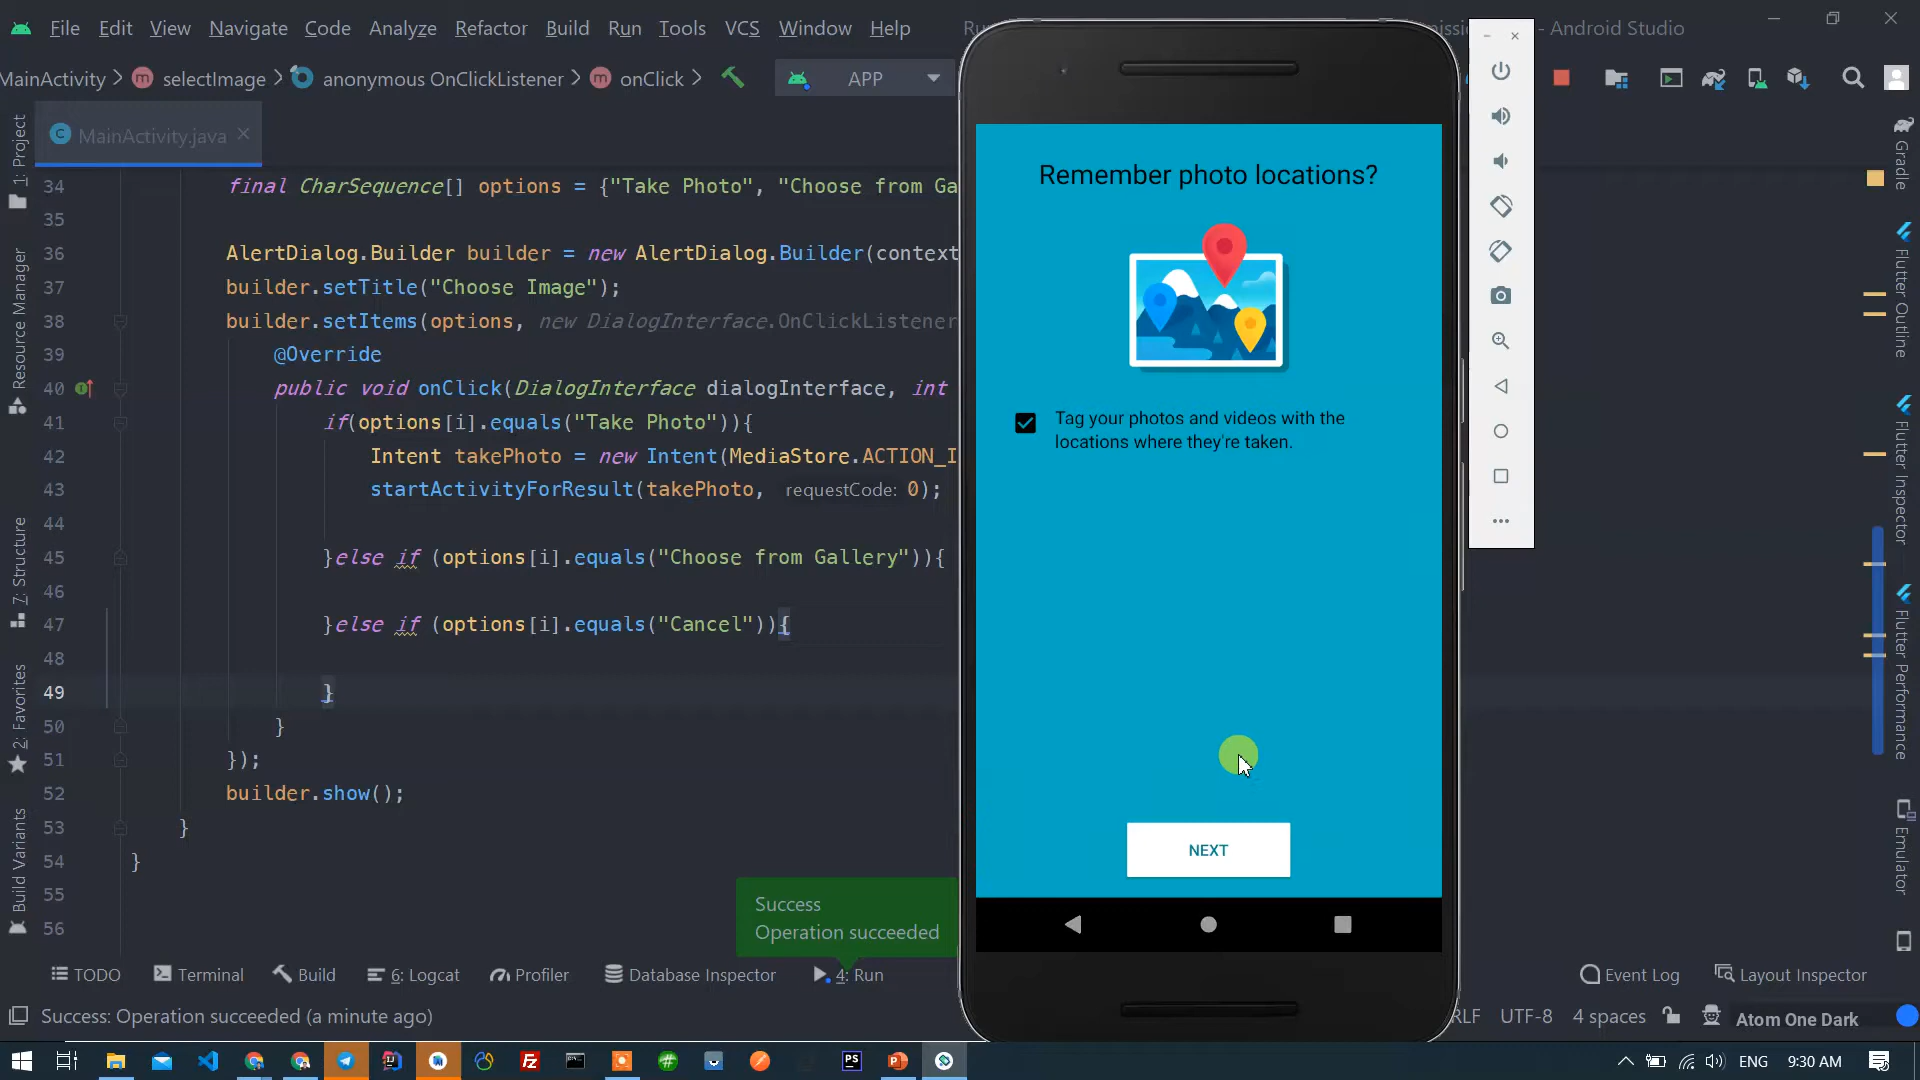 File Edit View Navigate Code Analyze Refactor Build Run Tools VCS Window Help
- Android Studio
MainActivity selectImage anonymous OnClickListener onClick APP
MainActivity.java
34 final CharSequence[] options = {"Take Photo", "Choose from Ga
35
36 AlertDialog.Builder builder = new AlertDialog.Builder(context
37 builder.setTitle("Choose Image");
38 builder.setItems(options, new DialogInterface.OnClickListener
39 @Override
40 public void onClick(DialogInterface dialogInterface, int
41 if(options[i].equals("Take Photo")){
42 Intent takePhoto = new Intent(MediaStore.ACTION_I
43 startActivityForResult(takePhoto, requestCode: 0);
44
45 }else if (options[i].equals("Choose from Gallery")){
46
47 }else if (options[i].equals("Cancel")){
48
49 }
50 }
51 });
52 builder.show();
53 }
54 }
55
56
1: Project
Resource Manager
7: Structure
2: Favorites
Build Variants
Remember photo locations?
Tag your photos and videos with the
locations where they're taken.
NEXT
Gradle
Flutter Outline
Flutter Inspector
Flutter Performance
Emulator
Success
Operation succeeded
TODO Terminal Build 6: Logcat Profiler Database Inspector 4: Run Event Log Layout Inspector
Success: Operation succeeded (a minute ago) RLF UTF-8 4 spaces Atom One Dark
PS ENG 9:30 AM